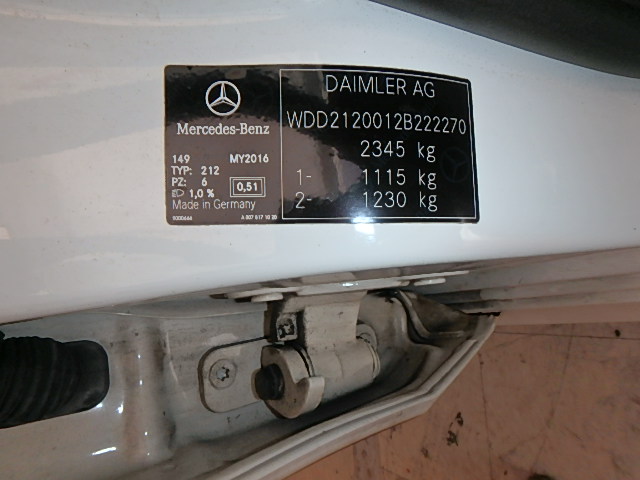 Mercedes-Benz
149 MY2016
TYP: 212
PZ: 6
1,0 % 0,51
Made in Germany
DAIMLER AG
WDD2120012B222270
2345 kg
1- 1115 kg
2- 1230 kg